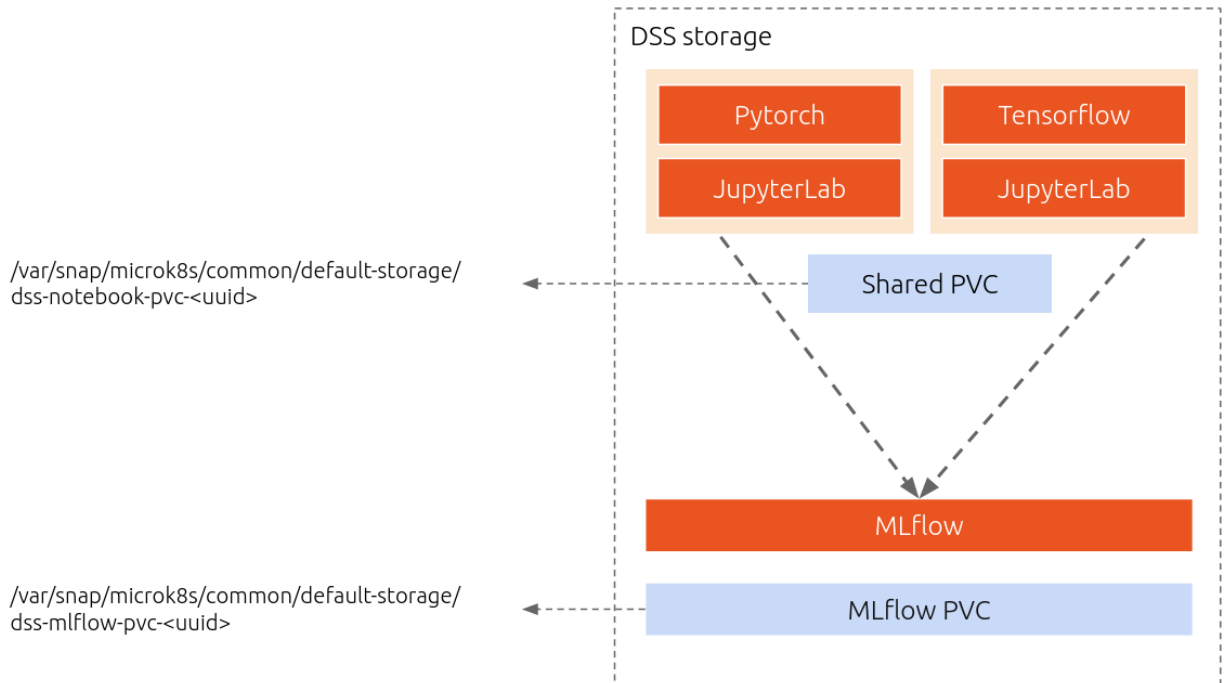 DSS storage
Pytorch
Tensorflow
JupyterLab
JupyterLab
/var/snap/microk8s/common/default-storage/
dss-notebook-pvc-<uuid>
Shared PVC
MLflow
/var/snap/microk8s/common/default-storage/
dss-mlflow-pvc-<uuid>
MLflow PVC